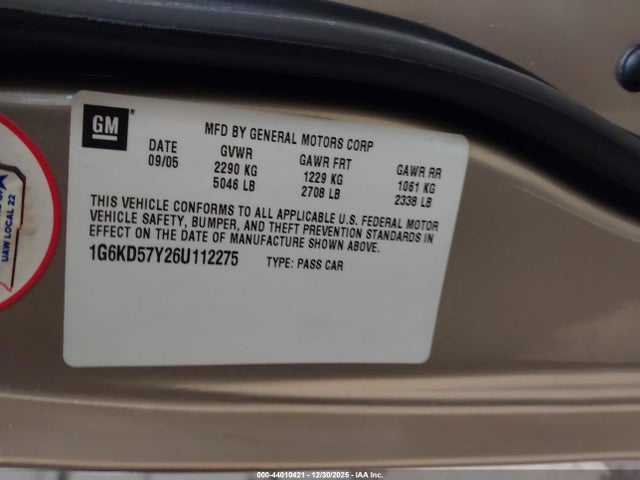 GM
MFD BY GENERAL MOTORS CORP
DATE GVWR GAWR FRT GAWR RR
09/05 2290 KG 1229 KG 1061 KG
5046 LB 2708 LB 2338 LB
THIS VEHICLE CONFORMS TO ALL APPLICABLE U.S. FEDERAL MOTOR
VEHICLE SAFETY, BUMPER, AND THEFT PREVENTION STANDARDS IN
EFFECT ON THE DATE OF MANUFACTURE SHOWN ABOVE.
1G6KD57Y26U112275 TYPE: PASS CAR
UAW LOCAL 22
000-44010421 - 12/30/2025 - IAA Inc.